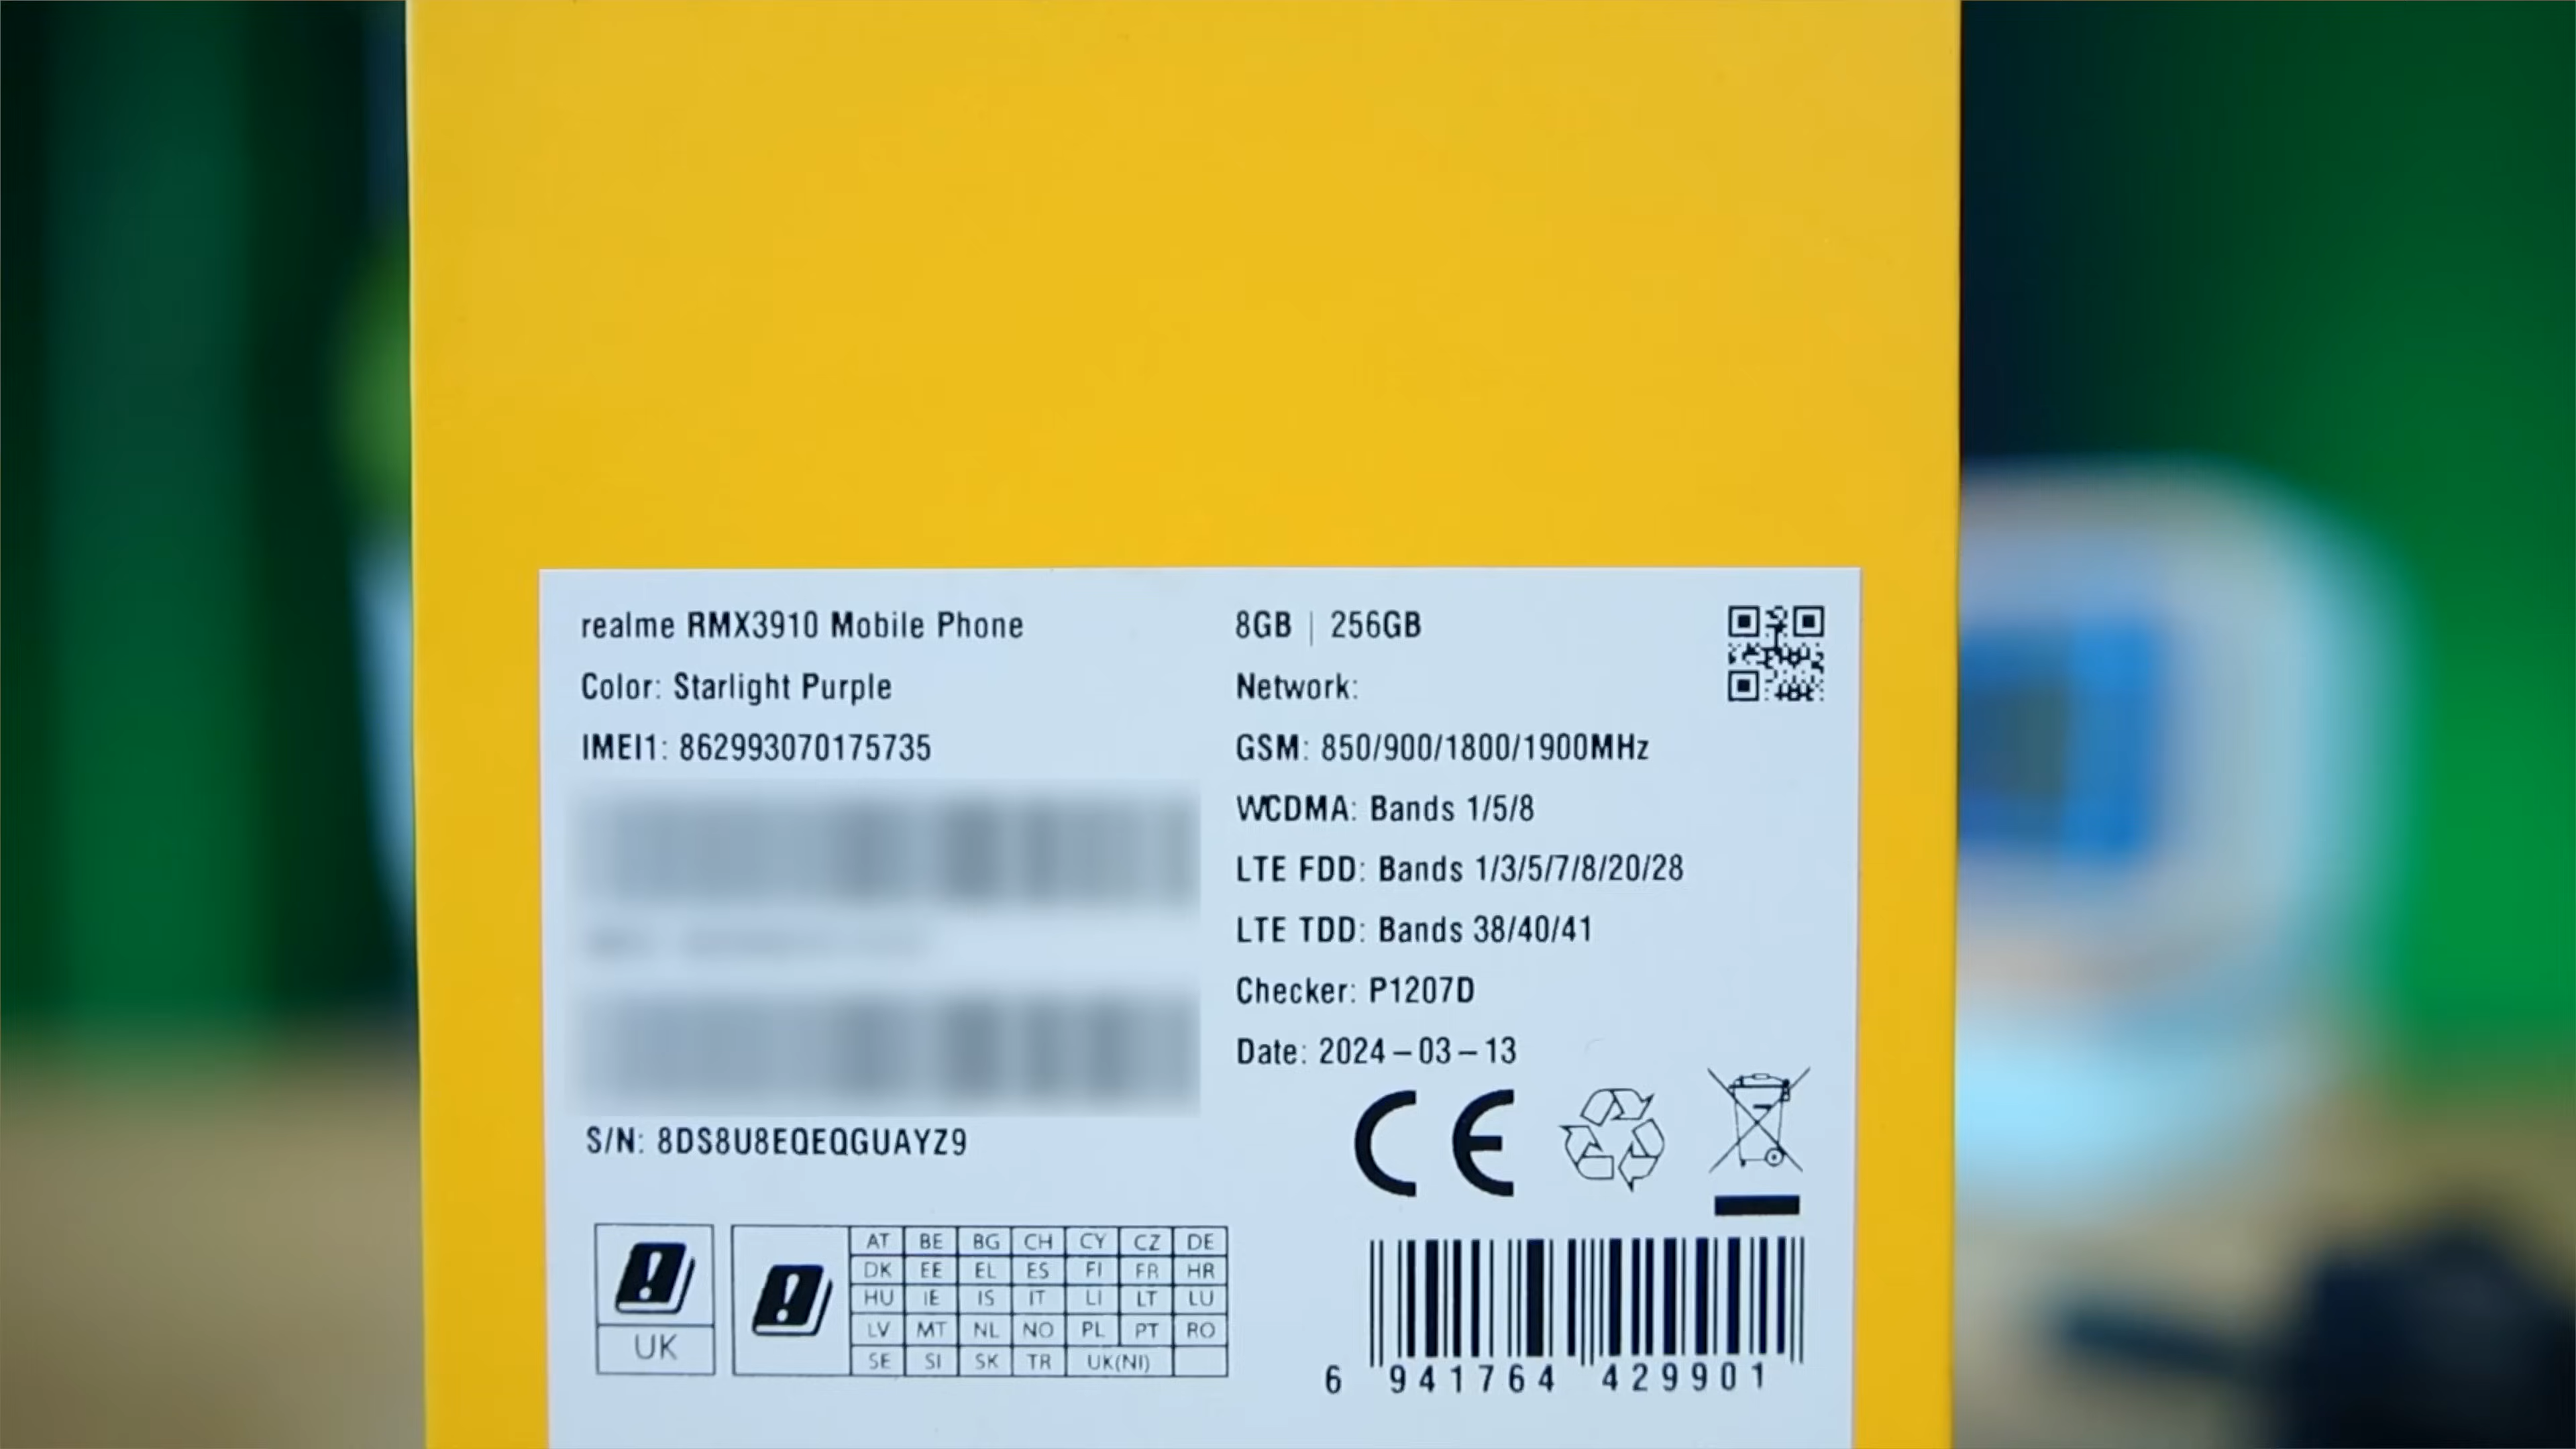 realme RMX3910 Mobile Phone
Color: Starlight Purple
IMEI1: 862993070175735
S/N: 8DS8U8EQEQGUAYZ9
8GB | 256GB
Network:
GSM: 850/900/1800/1900MHz
WCDMA: Bands 1/5/8
LTE FDD: Bands 1/3/5/7/8/20/28
LTE TDD: Bands 38/40/41
Checker: P1207D
Date: 2024-03-13
CE
UK
AT BE BG CH CY CZ DE
DK EE EL ES FI FR HR
HU IE IS IT LI LT LU
LV MT NL NO PL PT RO
SE SI SK TR UK(NI)
6 941764 429901